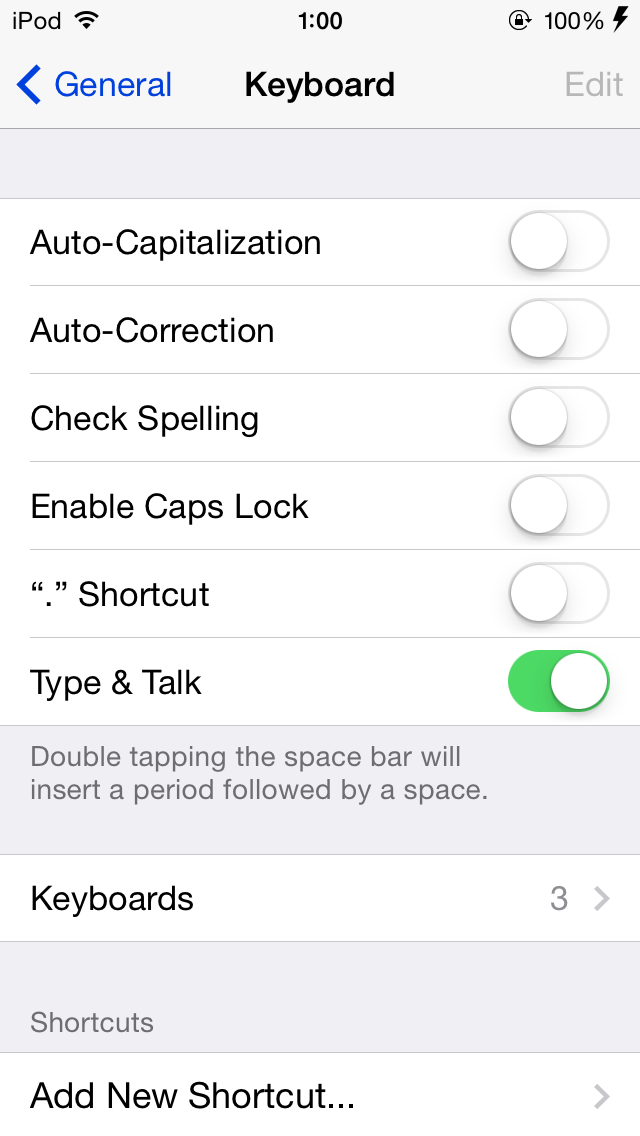 iPod 1:00 100%
General Keyboard Edit
Auto-Capitalization
Auto-Correction
Check Spelling
Enable Caps Lock
“.” Shortcut
Type & Talk
Double tapping the space bar will
insert a period followed by a space.
Keyboards 3
Shortcuts
Add New Shortcut...